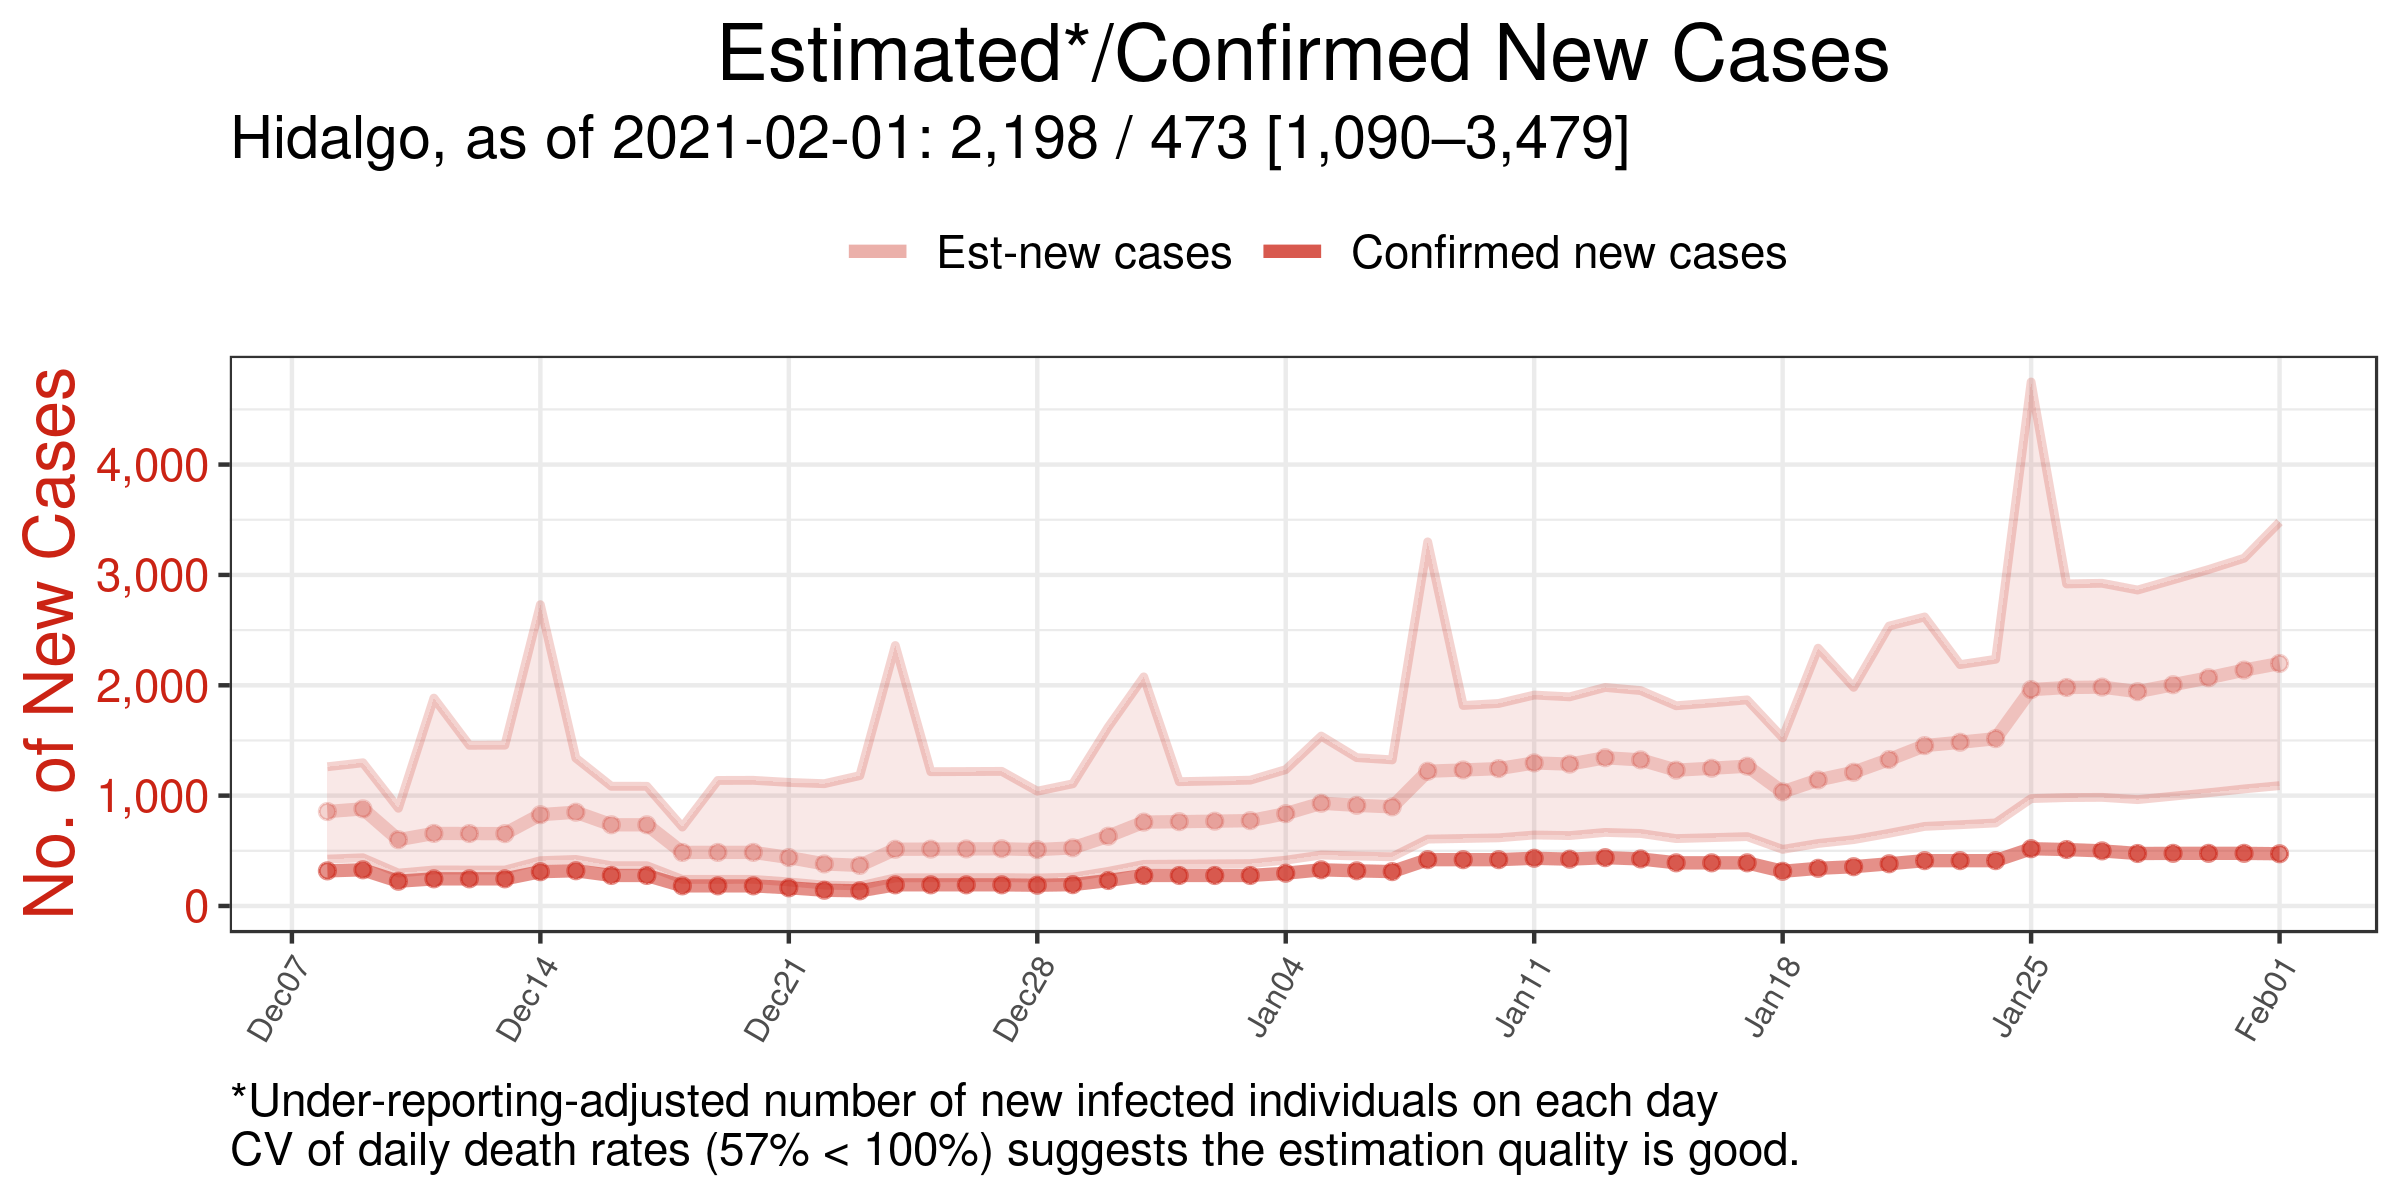 Estimated*/Confirmed New Cases
Hidalgo, as of 2021-02-01: 2,198 / 473 [1,090–3,479]
Est-new cases Confirmed new cases
No. of New Cases
4,000
3,000
2,000
1,000
0
Dec07 Dec14 Dec21 Dec28 Jan04 Jan11 Jan18 Jan25 Feb01
*Under-reporting-adjusted number of new infected individuals on each day
CV of daily death rates (57% < 100%) suggests the estimation quality is good.